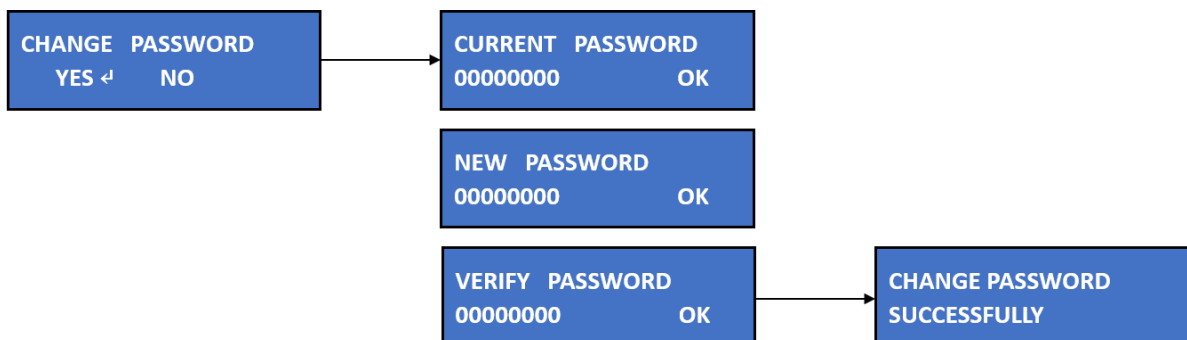 CHANGE PASSWORD
YES ↵ NO
CURRENT PASSWORD
00000000 OK
NEW PASSWORD
00000000 OK
VERIFY PASSWORD
00000000 OK
CHANGE PASSWORD
SUCCESSFULLY